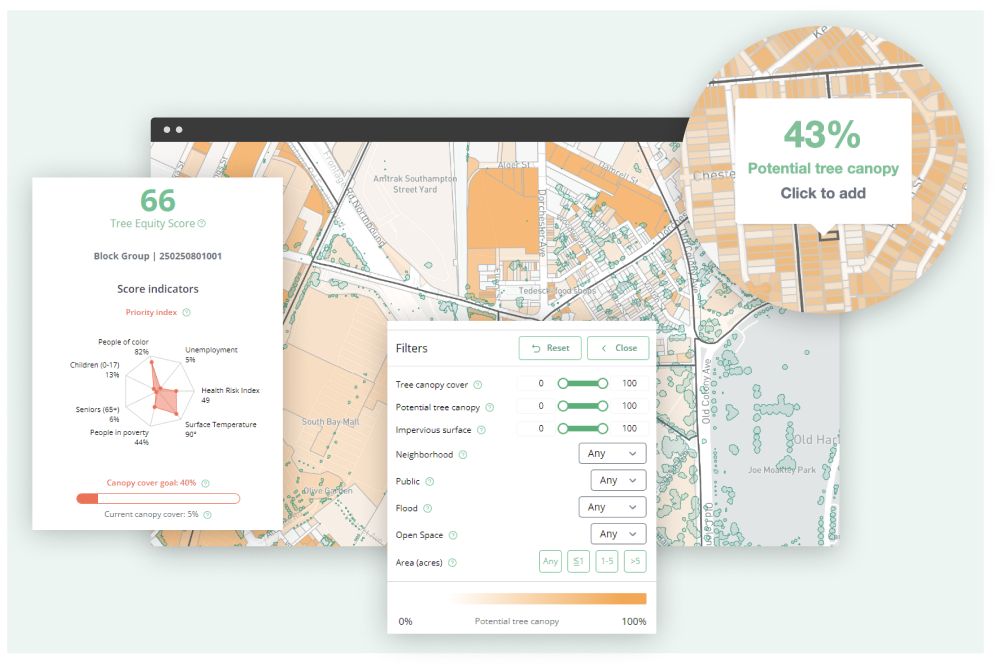 66
Tree Equity Score
Block Group | 250250801001
Score indicators
Priority index
People of color
82%
Unemployment
5%
Children (0-17)
13%
Health Risk Index
49
Seniors (65+)
6%
Surface Temperature
90°
People in poverty
44%
Canopy cover goal: 40%
Current canopy cover: 5%
Amtrak Southampton
Street Yard
Alger St
Damrell St
Dorchester Ave
Tedeschi food shops
South Bay Mall
Olive Garden
Old Colony Ave
Old Har
Joe Moakley Park
43%
Potential tree canopy
Click to add
Filters
Reset
Close
Tree canopy cover
0
100
Potential tree canopy
0
100
Impervious surface
0
100
Neighborhood
Any
Public
Any
Flood
Any
Open Space
Any
Area (acres)
Any
≦1
1-5
>5
0%
Potential tree canopy
100%